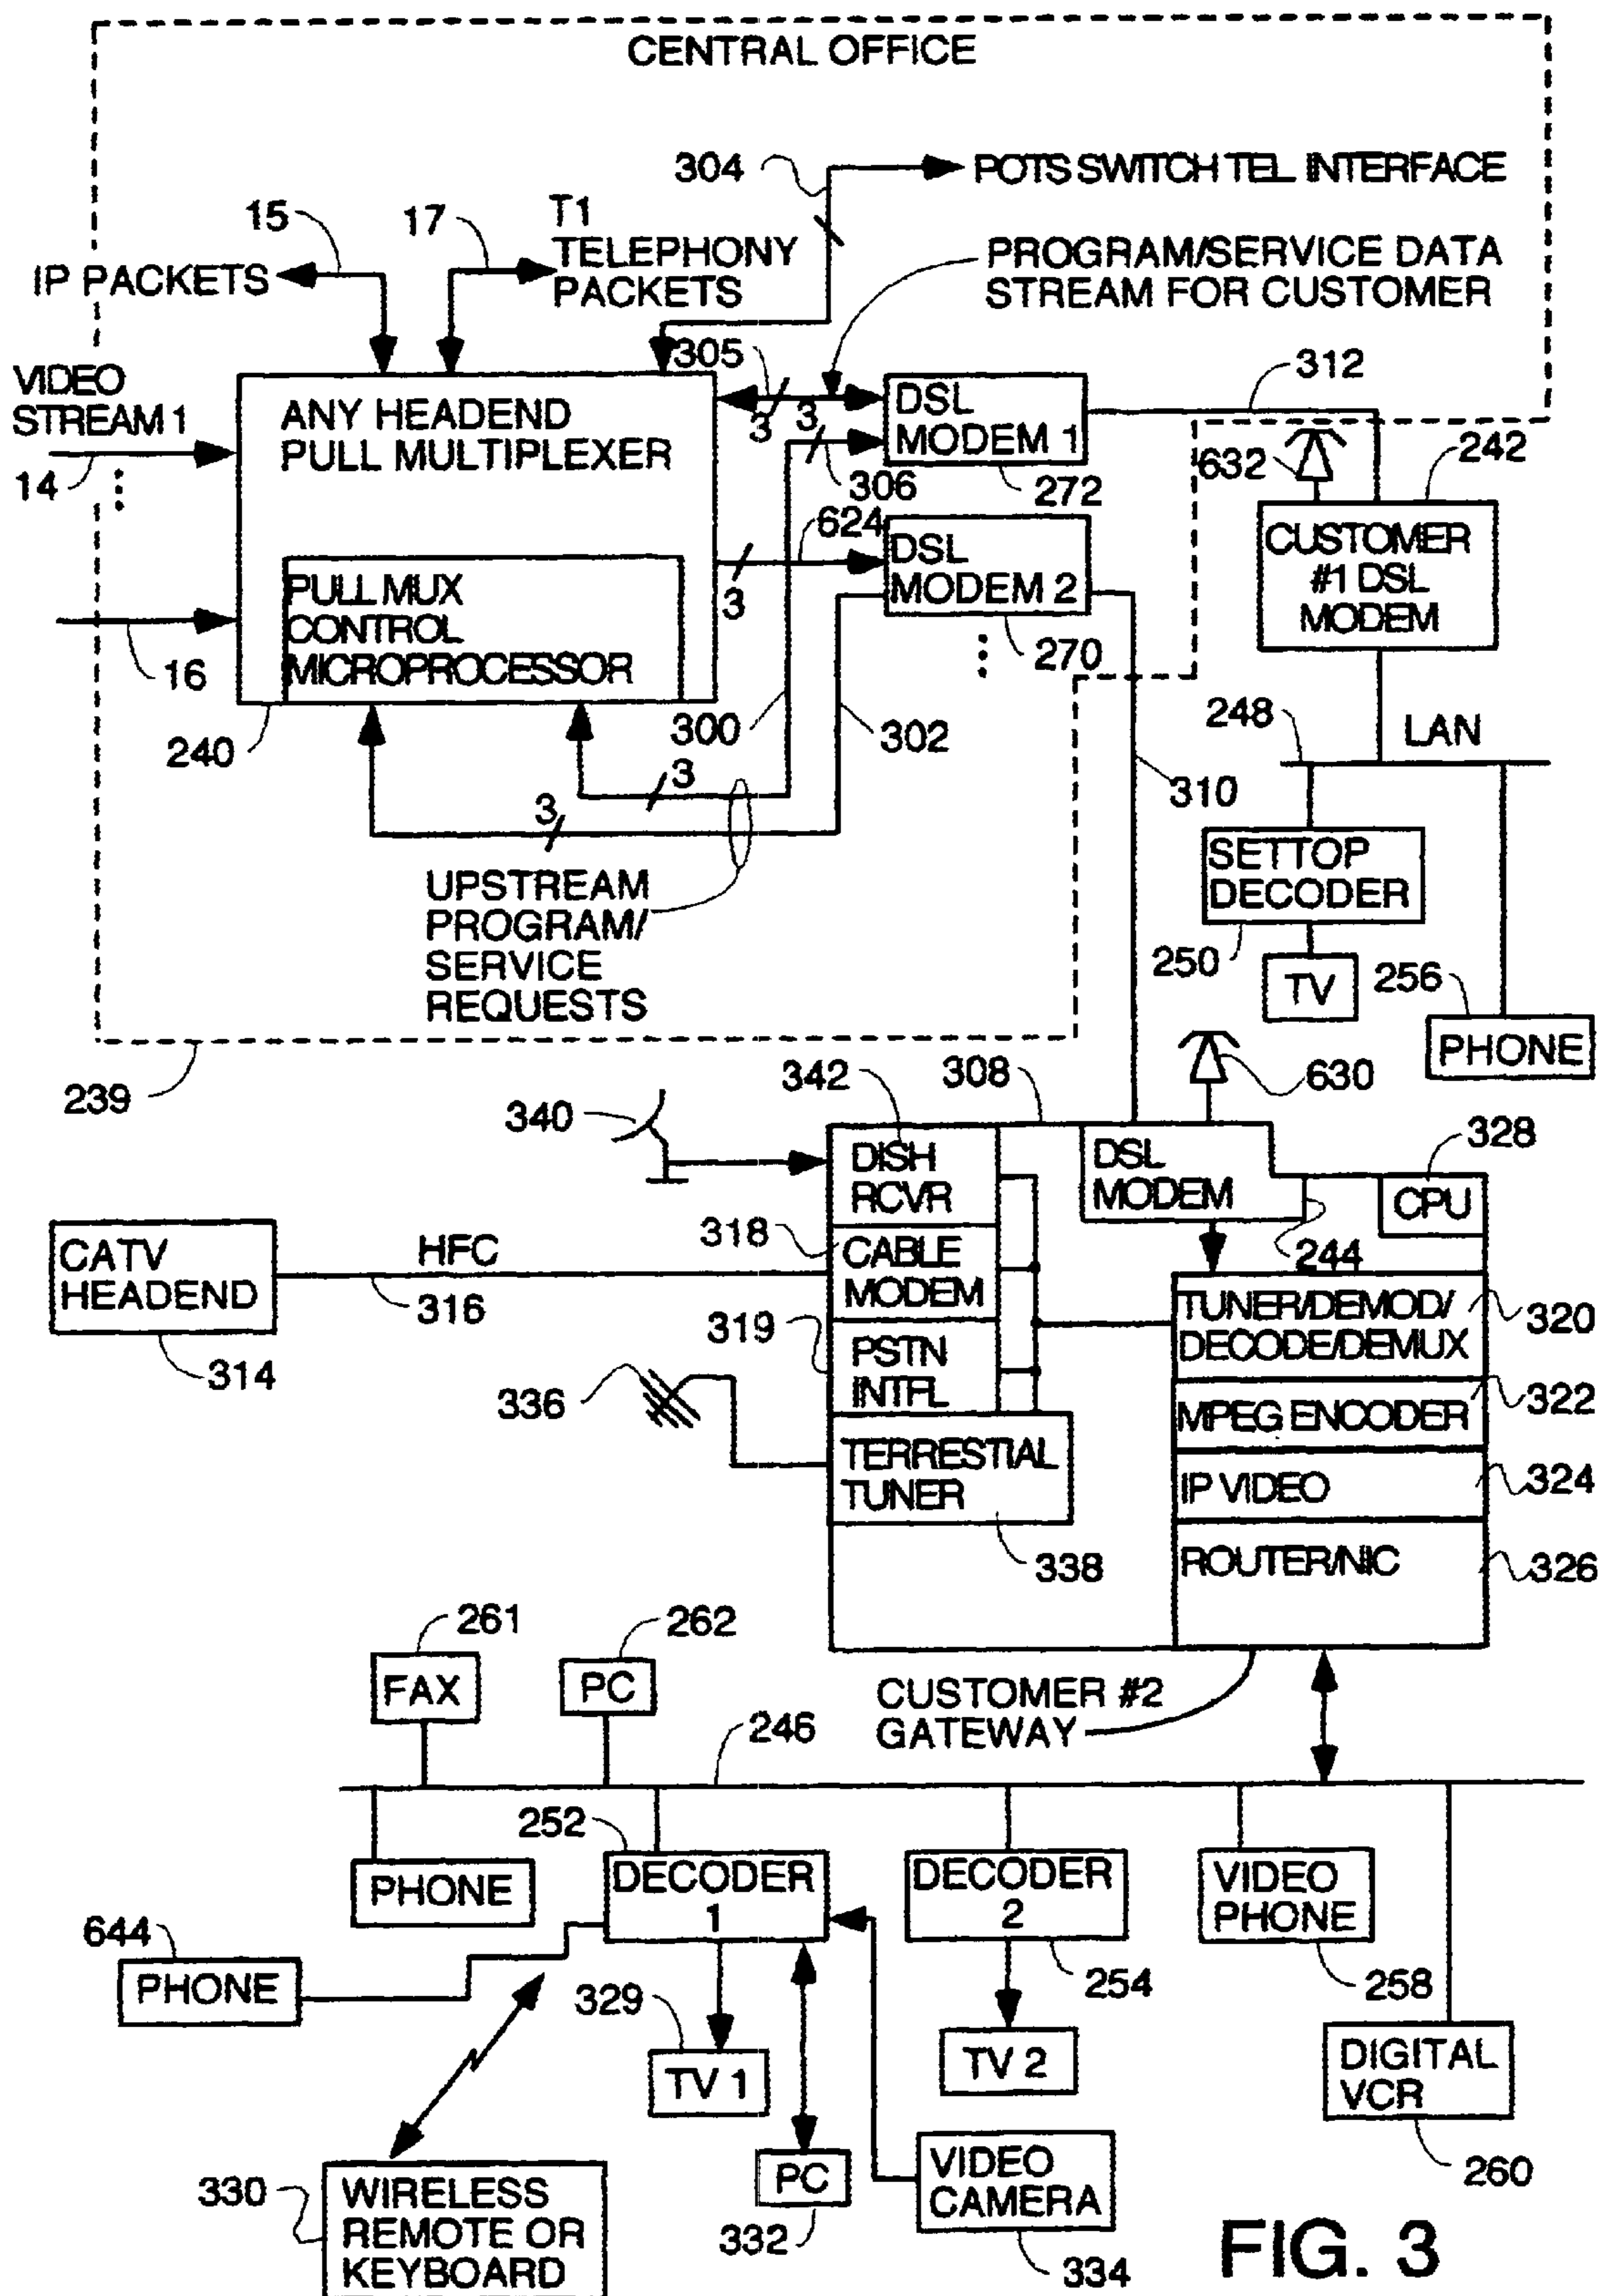 CENTRAL OFFICE
304
POTS SWITCH TEL INTERFACE
15
17
T1
TELEPHONY
PACKETS
IP PACKETS
PROGRAM/SERVICE DATA
STREAM FOR CUSTOMER
VIDEO
STREAM 1
14
16
ANY HEADEND
PULL MULTIPLEXER
PULL MUX
CONTROL
MICROPROCESSOR
240
305
3
3
306
DSL
MODEM 1
272
312
624
3
DSL
MODEM 2
270
300
302
3
3
310
UPSTREAM
PROGRAM/
SERVICE
REQUESTS
239
632
242
CUSTOMER
#1 DSL
MODEM
248
LAN
SETTOP
DECODER
250
TV
256
PHONE
630
342
308
340
DISH
RCVR
DSL
MODEM
328
CPU
244
CATV
HEADEND
314
HFC
316
318
CABLE
MODEM
319
PSTN
INTFL
336
TERRESTIAL
TUNER
338
TUNER/DEMOD/
DECODE/DEMUX
320
MPEG ENCODER
322
IP VIDEO
324
ROUTER/NIC
326
CUSTOMER #2
GATEWAY
261
FAX
262
PC
246
PHONE
252
DECODER
1
DECODER
2
254
VIDEO
PHONE
258
644
PHONE
329
TV 1
TV 2
DIGITAL
VCR
260
330
WIRELESS
REMOTE OR
KEYBOARD
PC
332
VIDEO
CAMERA
334
FIG. 3